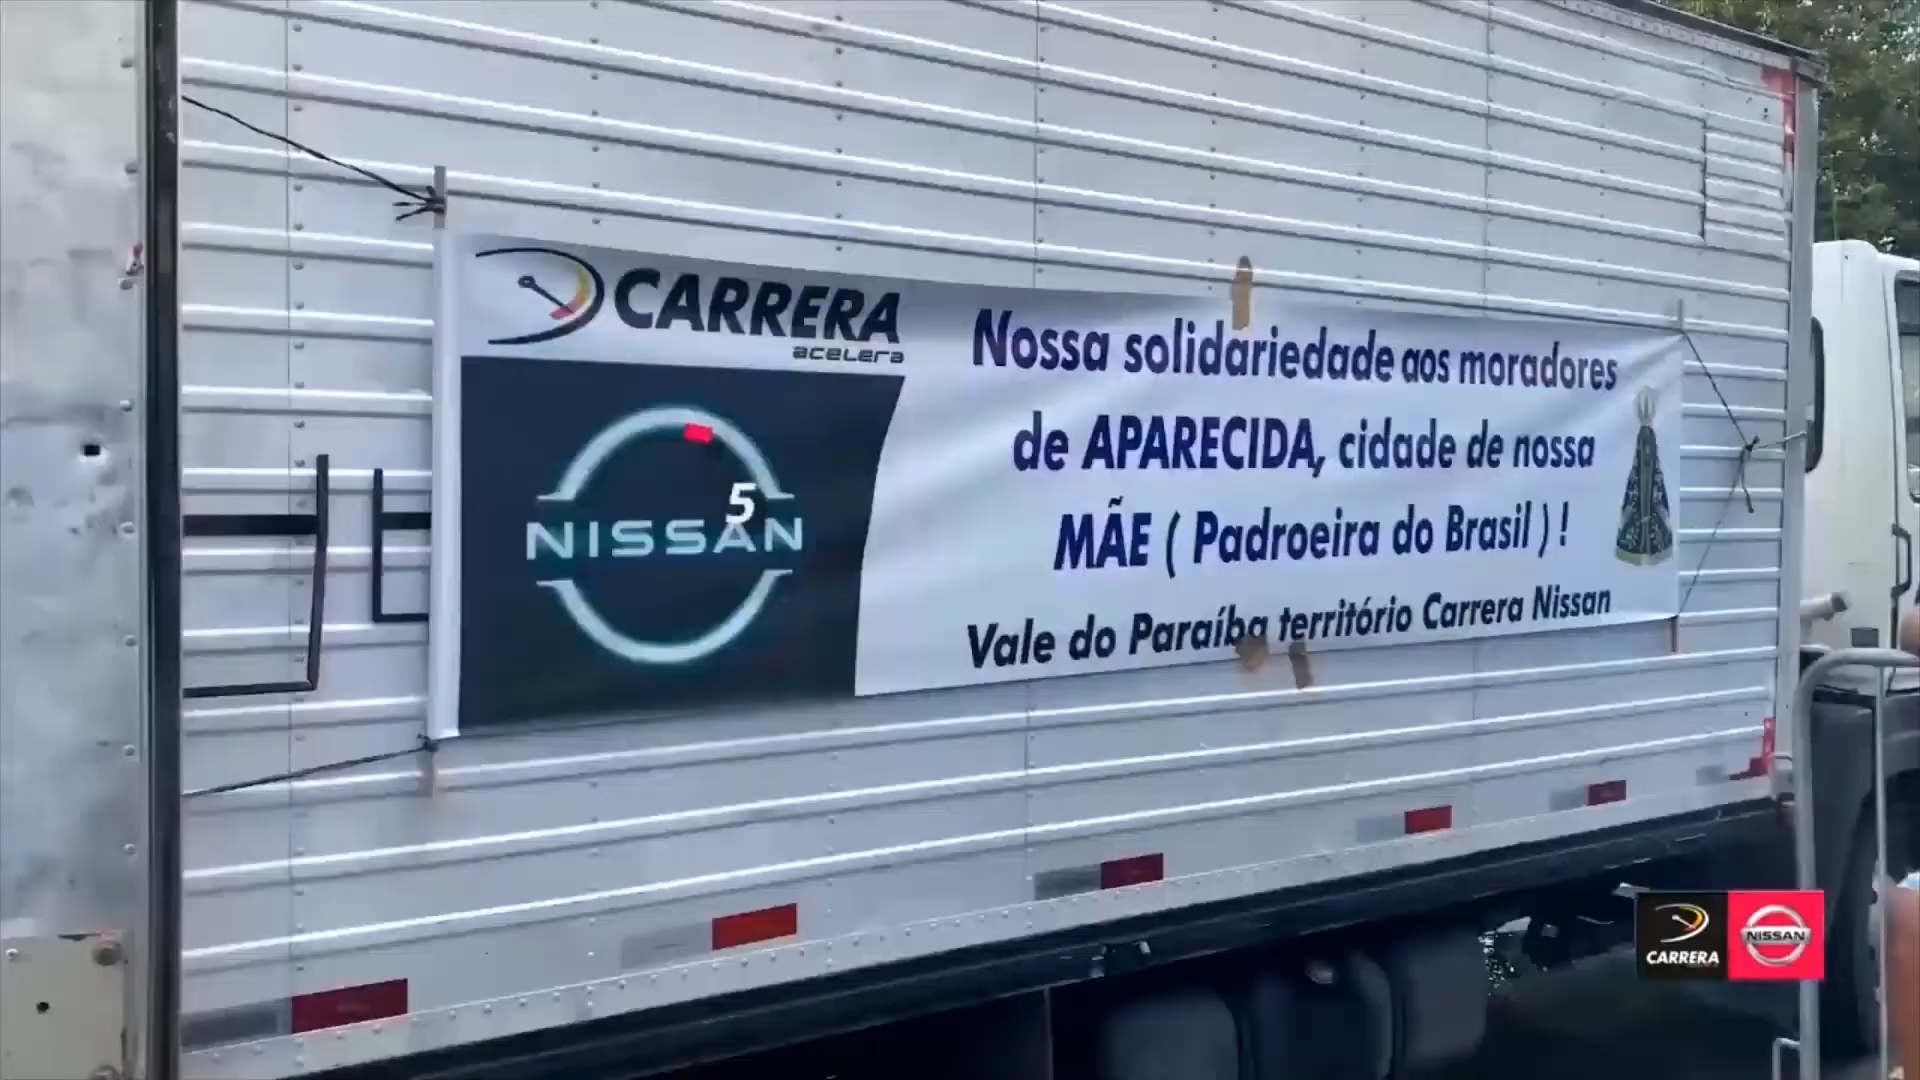 CARRERA
acelera
5
NISSAN
Nossa solidariedade aos moradores
de APARECIDA, cidade de nossa
MÃE ( Padroeira do Brasil ) !
Vale do Paraíba território Carrera Nissan
CARRERA
NISSAN